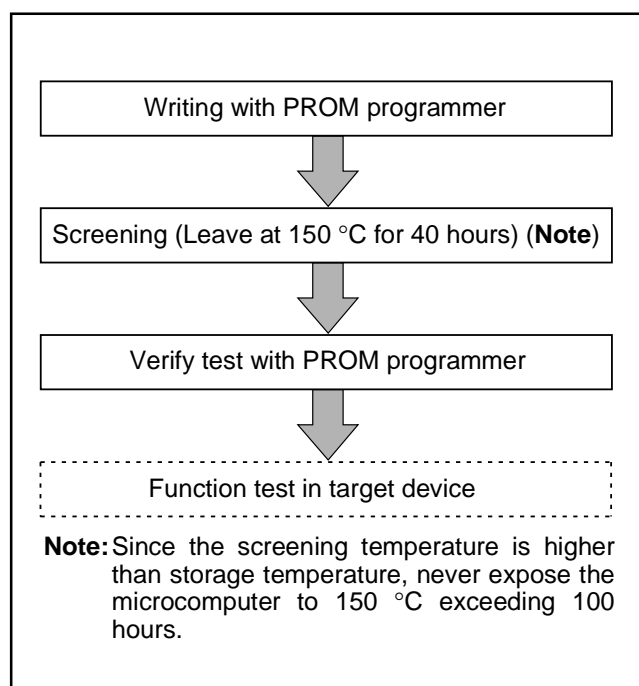 Writing with PROM programmer
Screening (Leave at 150 °C for 40 hours) (Note)
Verify test with PROM programmer
Function test in target device
Note: Since the screening temperature is higher
than storage temperature, never expose the
microcomputer to 150 °C exceeding 100
hours.